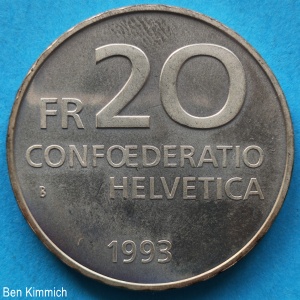 FR 20
CONFŒDERATIO
B HELVETICA
1993
Ben Kimmich